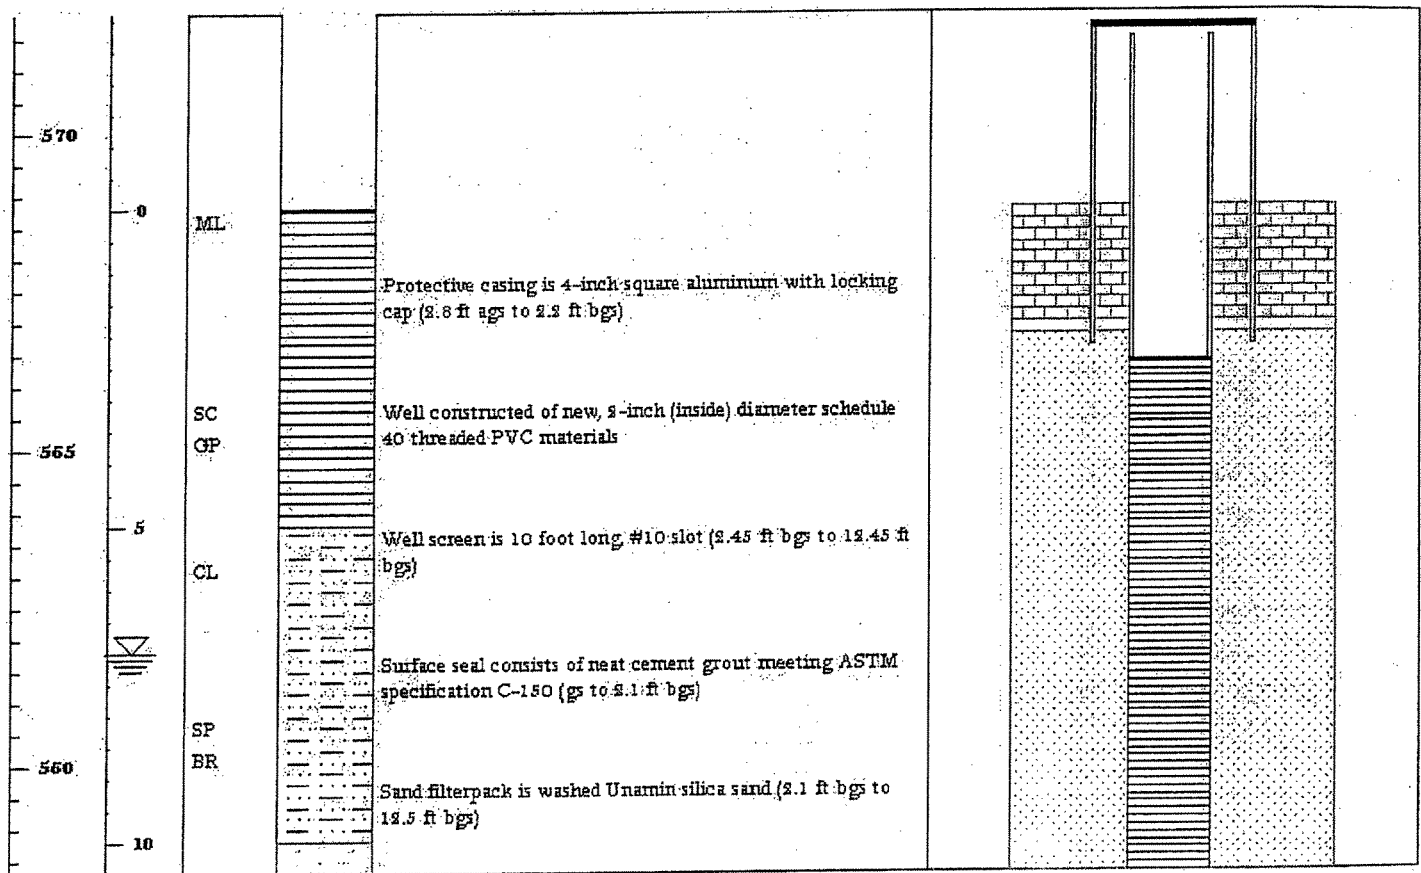 570
0
ML
Protective casing is 4-inch square aluminum with locking
cap (2.8 ft ags to 2.2 ft bgs)
SC
Well constructed of new, 2-inch (inside) diameter schedule
40 threaded PVC materials
GP
565
5
Well screen is 10 foot long, #10 slot (2.45 ft bgs to 12.45 ft
bgs)
CL
Surface seal consists of neat cement grout meeting ASTM
specification C-150 (gs to 2.1 ft bgs)
SP
BR
560
Sand filterpack is washed Unamin silica sand (2.1 ft bgs to
12.5 ft bgs)
10